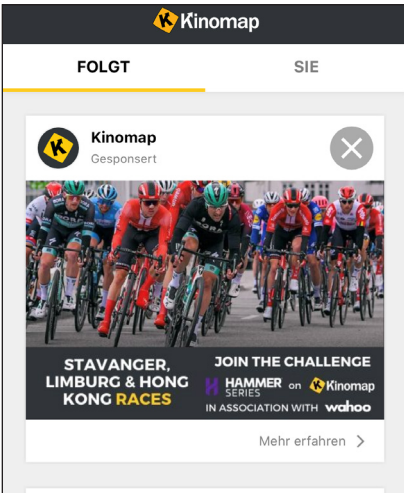 Kinomap
FOLGT
SIE
Kinomap
Gesponsert
BORA
STAVANGER,
LIMBURG & HONG
KONG RACES
JOIN THE CHALLENGE
HAMMER SERIES on Kinomap
IN ASSOCIATION WITH wahoo
Mehr erfahren